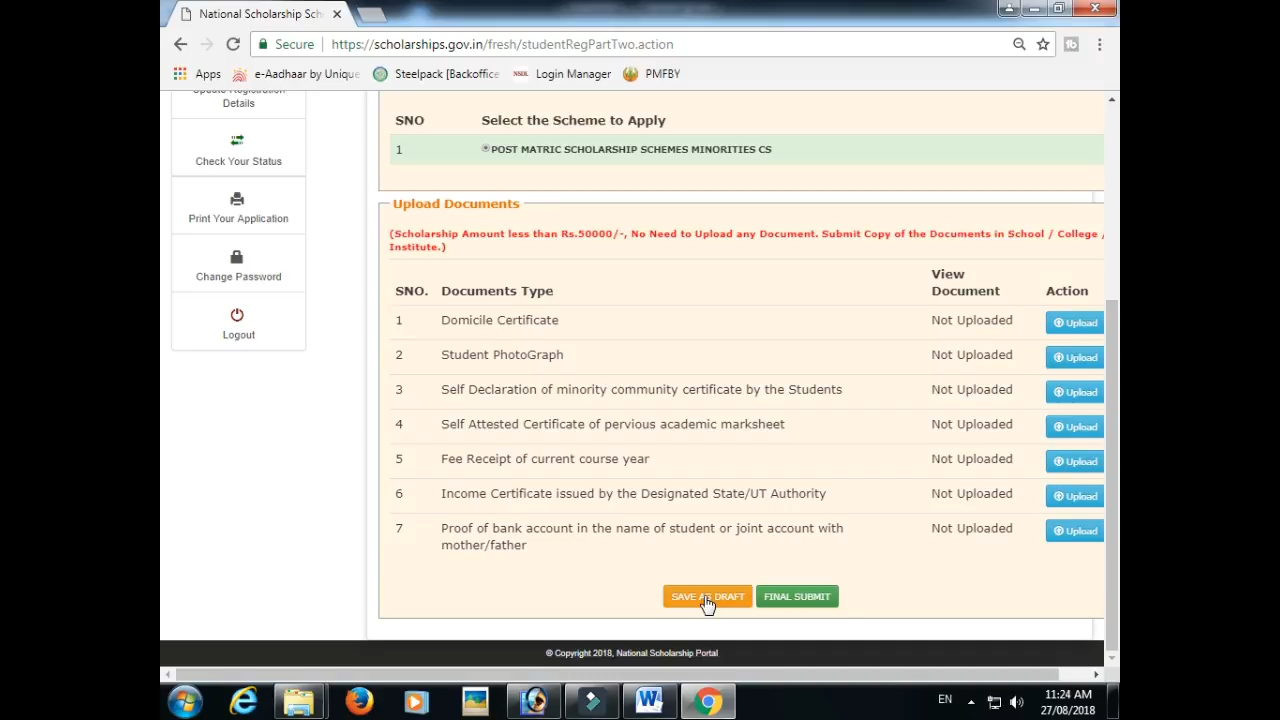 National Scholarship Sch
Secure
https://scholarships.gov.in/fresh/studentRegPartTwo.action
Apps
e-Aadhaar by Unique
Steelpack [Backoffice
NSDL
Login Manager
PMFBY
Update Registration
Details
Check Your Status
Print Your Application
Change Password
Logout
SNO Select the Scheme to Apply
1 POST MATRIC SCHOLARSHIP SCHEMES MINORITIES CS
Upload Documents
(Scholarship Amount less than Rs.50000/-, No Need to Upload any Document. Submit Copy of the Documents in School / College /
Institute.)
SNO. Documents Type View Document Action
1 Domicile Certificate Not Uploaded Upload
2 Student PhotoGraph Not Uploaded Upload
3 Self Declaration of minority community certificate by the Students Not Uploaded Upload
4 Self Attested Certificate of pervious academic marksheet Not Uploaded Upload
5 Fee Receipt of current course year Not Uploaded Upload
6 Income Certificate issued by the Designated State/UT Authority Not Uploaded Upload
7 Proof of bank account in the name of student or joint account with Not Uploaded Upload
mother/father
SAVE AS DRAFT FINAL SUBMIT
© Copyright 2018, National Scholarship Portal
EN
11:24 AM
27/08/2018